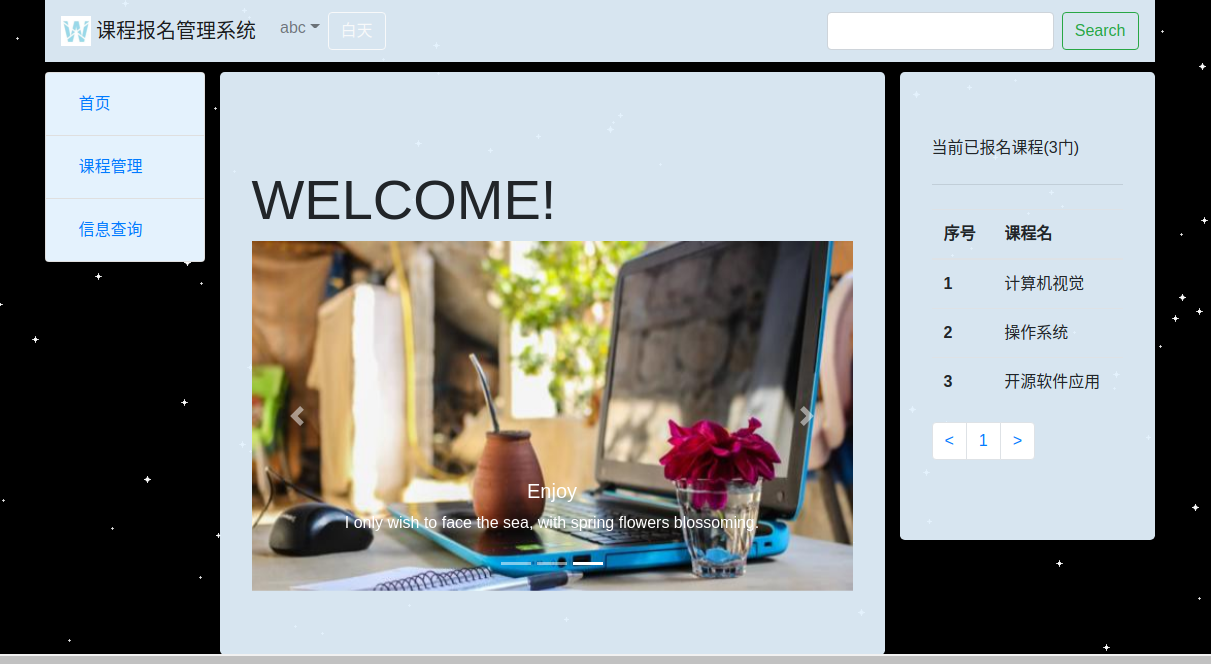 W 课程报名管理系统 abc 白天 Search
首页
课程管理
信息查询
WELCOME!
Enjoy
I only wish to face the sea, with spring flowers blossoming.
当前已报名课程(3门)
序号 课程名
1 计算机视觉
2 操作系统
3 开源软件应用
< 1 >